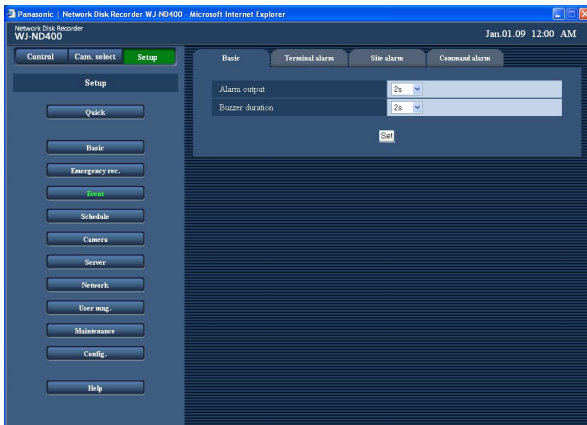 Panasonic | Network Disk Recorder WJ-ND400 - Microsoft Internet Explorer
Network Disk Recorder
WJ-ND400
Jan.01.09 12:00 AM
Control Cam. select Setup
Setup
Quick
Basic
Emergency rec.
Event
Schedule
Camera
Server
Network
User mng.
Maintenance
Config.
Help
Basic Terminal alarm Site alarm Command alarm
Alarm output 2s
Buzzer duration 2s
Set